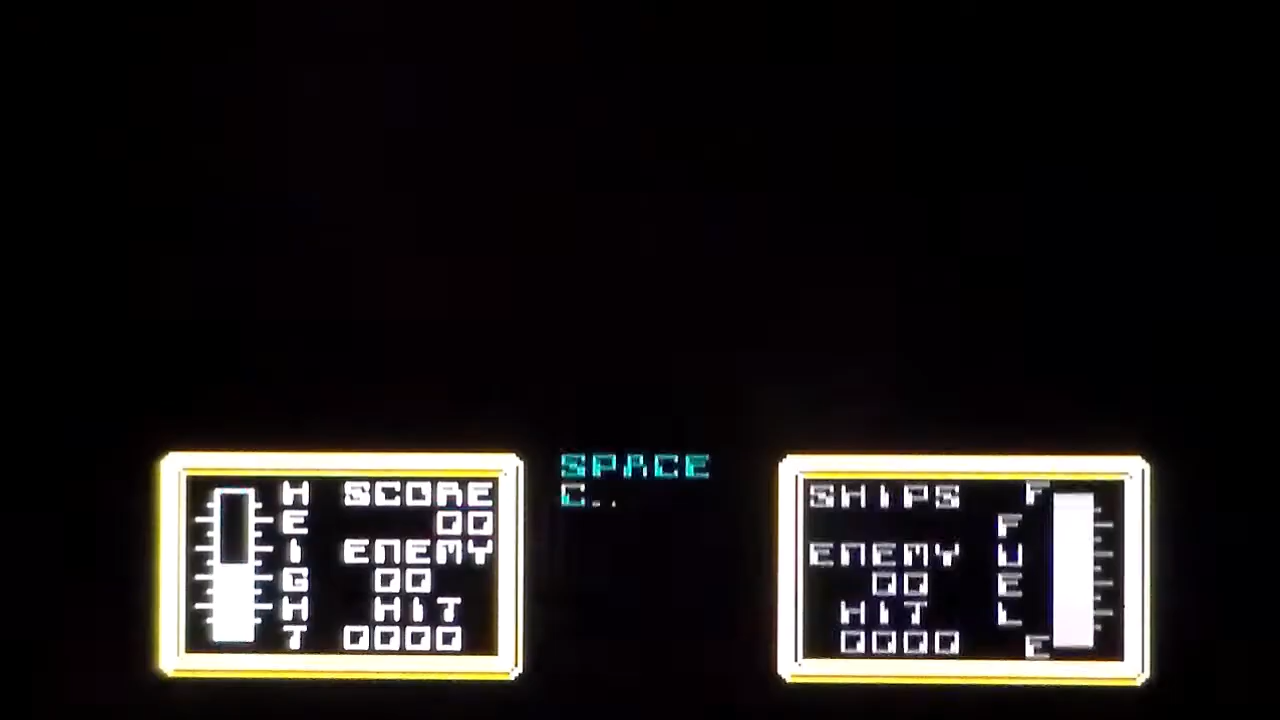 HEIGHT
SCORE
00
ENEMY
00
HIT
0000
SPACE
C..
SHIPS
ENEMY
00
HIT
0000
F
FUEL
E